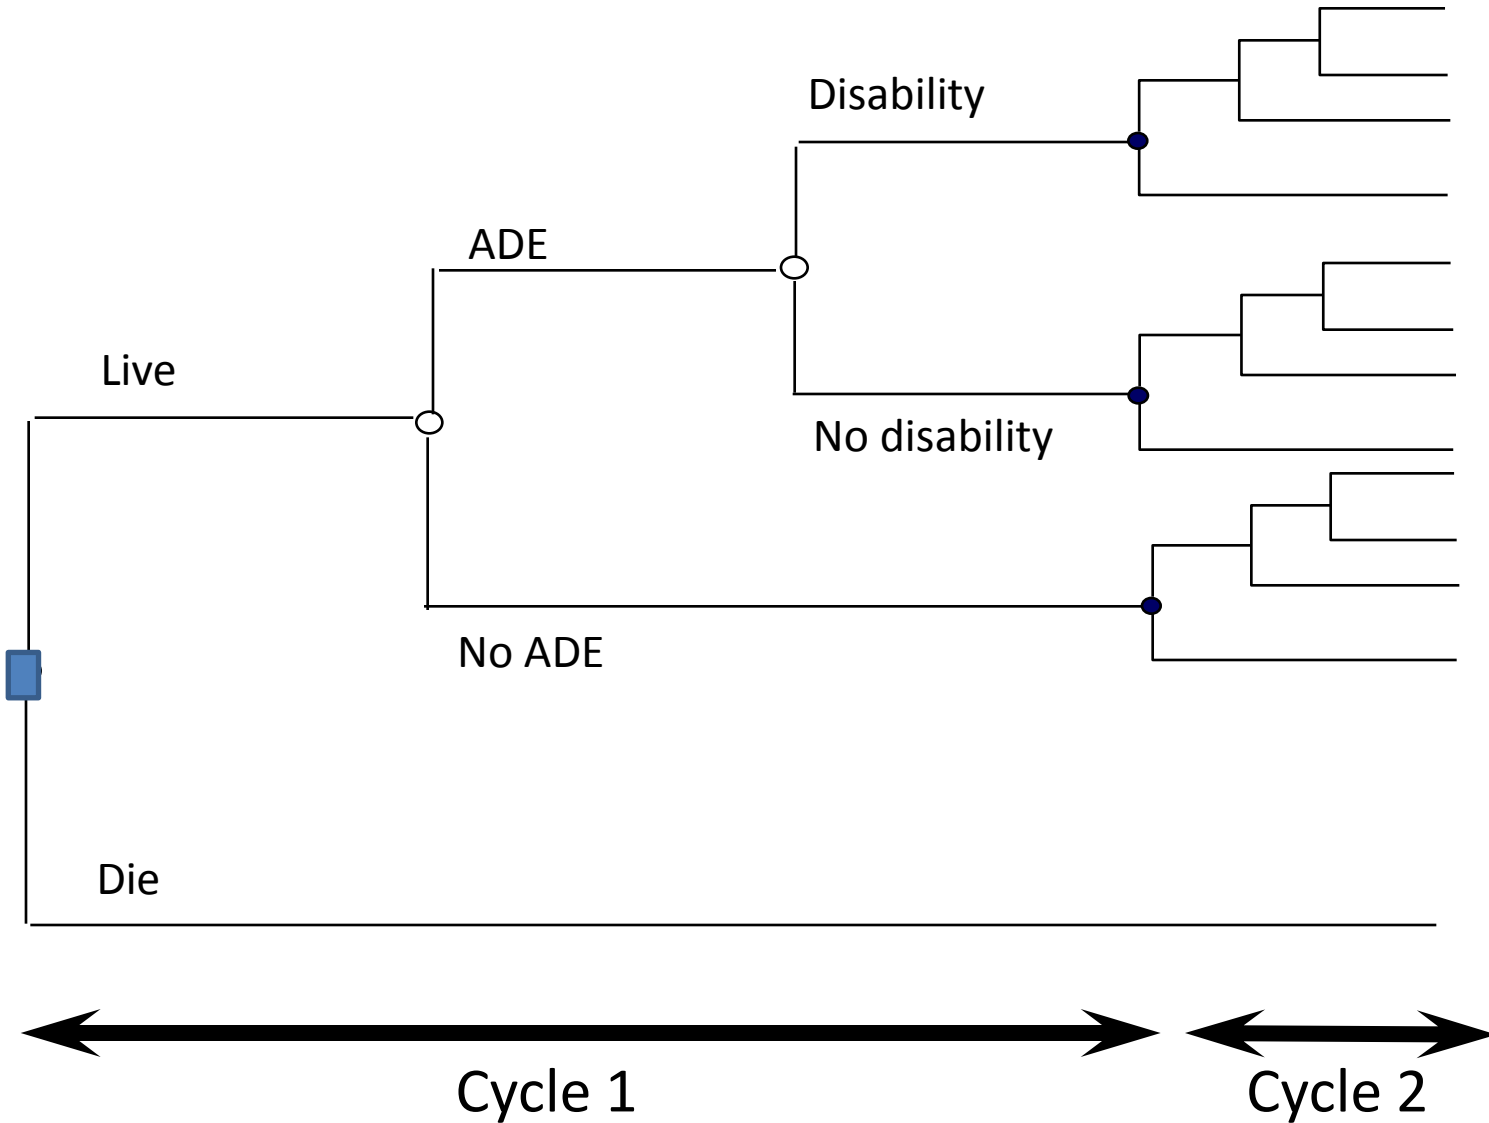 Disability
ADE
Live
No disability
No ADE
Die
Cycle 1
Cycle 2